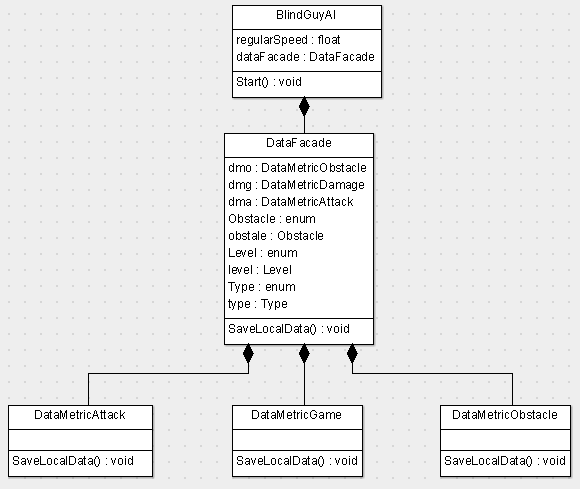 BlindGuyAI
regularSpeed : float
dataFacade : DataFacade
Start() : void
DataFacade
dmo : DataMetricObstacle
dmg : DataMetricDamage
dma : DataMetricAttack
Obstacle : enum
obstale : Obstacle
Level : enum
level : Level
Type : enum
type : Type
SaveLocalData() : void
DataMetricAttack
SaveLocalData() : void
DataMetricGame
SaveLocalData() : void
DataMetricObstacle
SaveLocalData() : void